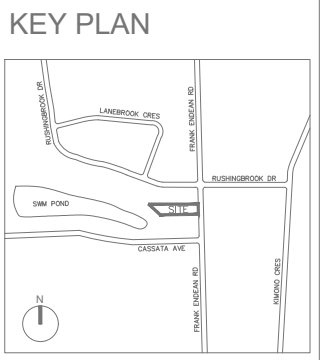 KEY PLAN
RUSHINGBROOK DR
LANEBROOK CRES
FRANK ENDEAN RD
RUSHINGBROOK DR
SWM POND
SITE
CASSATA AVE
FRANK ENDEAN RD
KIMONO CRES
N